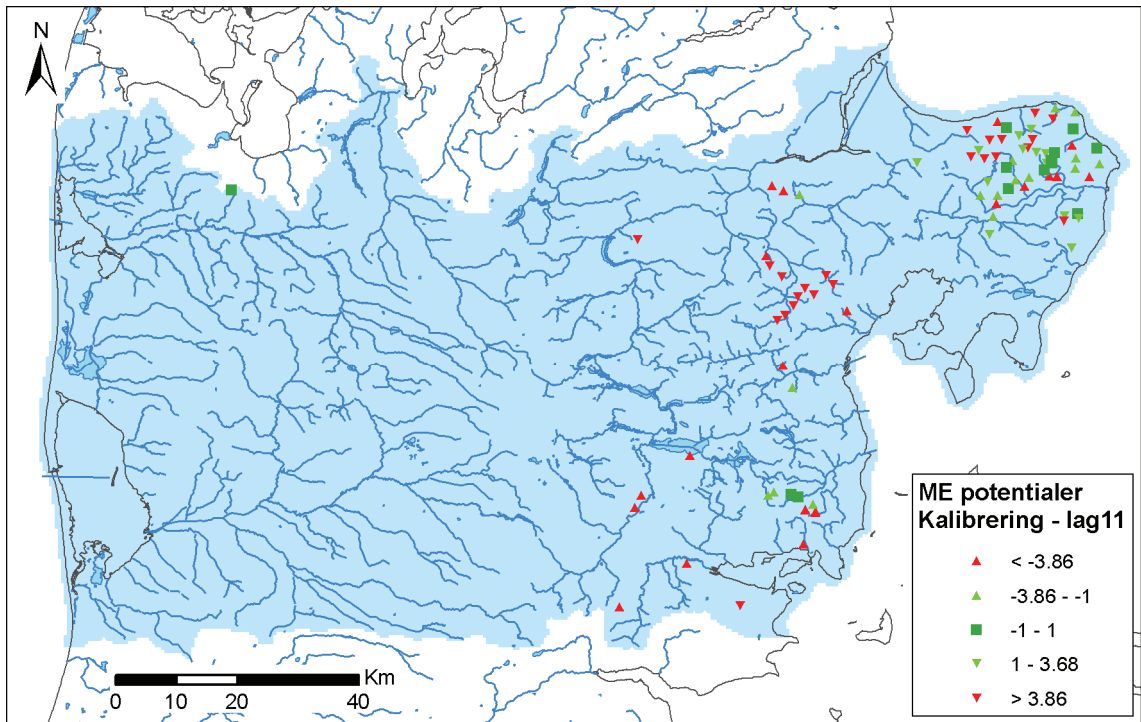 N
ME potentialer
Kalibrering - lag11
< -3.86
-3.86 - -1
-1 - 1
1 - 3.68
> 3.86
Km
0 10 20 40